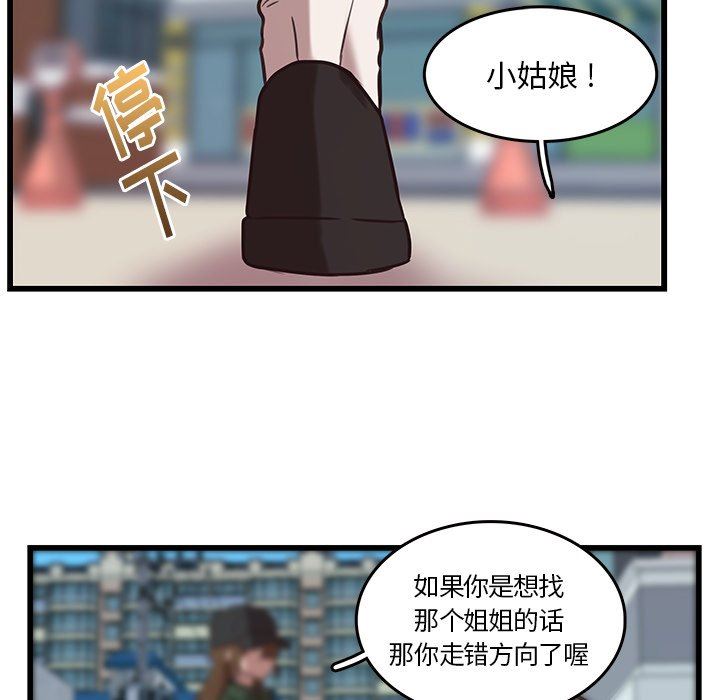 小姑娘！
停
下
如果你是想找
那个姐姐的话
那你走错方向了喔